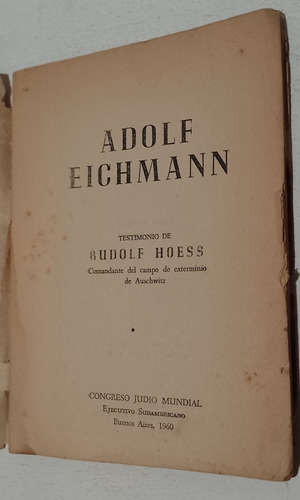 ADOLF
EICHMANN
TESTIMONIO DE
RUDOLF HOESS
Comandante del campo de exterminio
de Auschwitz
CONGRESO JUDIO MUNDIAL
EJECUTIVO SUDAMERICANO
Buenos Aires, 1960